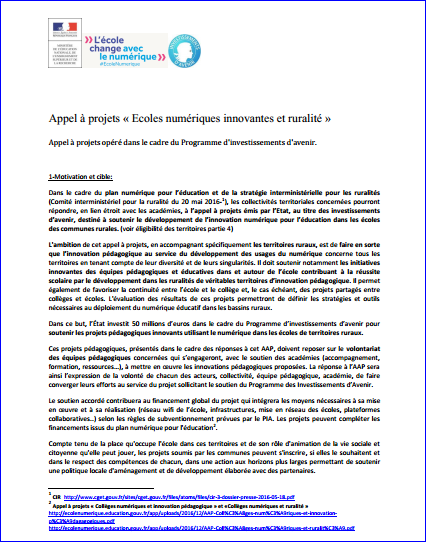 MINISTÈRE
DE L'ÉDUCATION
NATIONALE, DE
L'ENSEIGNEMENT
SUPÉRIEUR ET DE
LA RECHERCHE
» L'école
change avec
le numérique »
#EcoleNumerique
Appel à projets « Ecoles numériques innovantes et ruralité »
Appel à projets opéré dans le cadre du Programme d'investissements d'avenir.
1-Motivation et cible:
Dans le cadre du plan numérique pour l'éducation et de la stratégie interministérielle pour les ruralités
(Comité interministériel pour la ruralité du 20 mai 2016-1), les collectivités territoriales concernées pourront
répondre, en lien étroit avec les académies, à l'appel à projets émis par l'Etat, au titre des investissements
d'avenir, destiné à soutenir le développement de l'innovation numérique pour l'éducation dans les écoles
des communes rurales. (voir éligibilité des territoires partie 4)
L'ambition de cet appel à projets, en accompagnant spécifiquement les territoires ruraux, est de faire en sorte
que l'innovation pédagogique au service du développement des usages du numérique concerne tous les
territoires en tenant compte de leur diversité et de leurs singularités. Il doit soutenir notamment les initiatives
innovantes des équipes pédagogiques et éducatives dans et autour de l'école contribuant à la réussite
scolaire par le développement dans les ruralités de véritables territoires d'innovation pédagogique. Il permet
également de favoriser la continuité entre l'école et le collège et, le cas échéant, des projets partagés entre
collèges et écoles. L'évaluation des résultats de ces projets permettront de définir les stratégies et outils
nécessaires au déploiement du numérique éducatif dans les bassins ruraux.
Dans ce but, l'État investit 50 millions d'euros dans le cadre du Programme d'investissements d'avenir pour
soutenir les projets pédagogiques innovants utilisant le numérique dans les écoles de territoires ruraux.
Ces projets pédagogiques, présentés dans le cadre des réponses à cet AAP, doivent reposer sur le volontariat
des équipes pédagogiques concernées qui s'engageront, avec le soutien des académies (accompagnement,
formation, ressources…), à mettre en œuvre les innovations pédagogiques proposées. La réponse à l'AAP sera
ainsi l'expression de la volonté de chacun des acteurs, collectivité, équipe pédagogique, académie, de faire
converger leurs efforts au service du projet sollicitant le soutien du Programme des Investissements d'Avenir.
Le soutien accordé contribuera au financement global du projet qui intégrera les moyens nécessaires à sa mise
en œuvre et à sa réalisation (réseau wifi de l'école, infrastructures, mise en réseau des écoles, plateformes
collaboratives..) selon les règles de subventionnement prévues par le PIA. Les projets peuvent compléter les
financements issus du plan numérique pour l'éducation2.
Compte tenu de la place qu'occupe l'école dans ces territoires et de son rôle d'animation de la vie sociale et
citoyenne qu'elle peut jouer, les projets soumis par les communes peuvent s'inscrire, si elles le souhaitent et
dans le respect des compétences de chacun, dans une action aux horizons plus larges permettant de soutenir
une politique locale d'aménagement et de développement élaborée avec des partenaires.
1 CIR http://www.cget.gouv.fr/sites/cget.gouv.fr/files/atoms/files/cir-3-dossier-presse-2016-05-18.pdf
2 Appel à projets « Collèges numériques et innovation pédagogique » et «Collèges numériques et ruralité »
http://ecolenumerique.education.gouv.fr/app/uploads/2016/12/AAP-Coll%C3%A8ges-num%C3%A9riques-et-innovation-
p%C3%A9dagogiques.pdf
http://ecolenumerique.education.gouv.fr/app/uploads/2016/12/AAP-Coll%C3%A8ges-num%C3%A9riques-et-ruralit%C3%A9.pdf